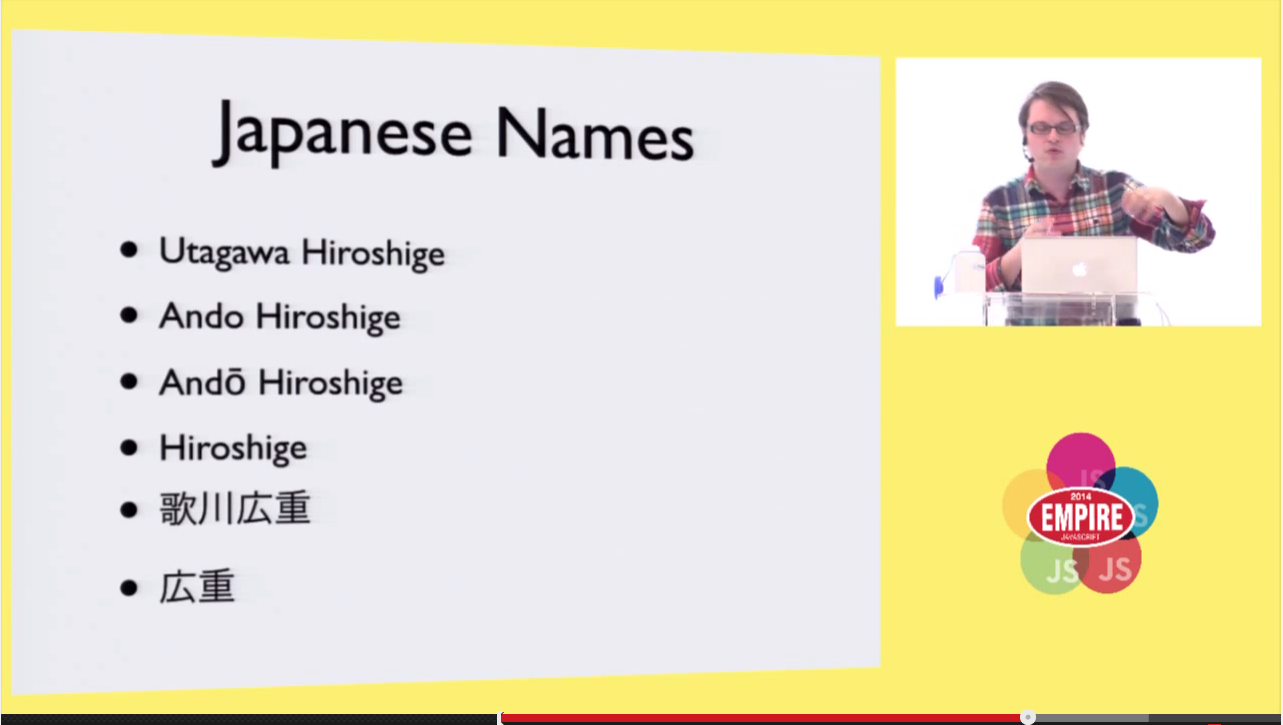 Japanese Names
• Utagawa Hiroshige
• Ando Hiroshige
• Andō Hiroshige
• Hiroshige
• 歌川広重
• 広重
JS
2014
EMPIRE
JAVASCRIPT
JS
JS
JS